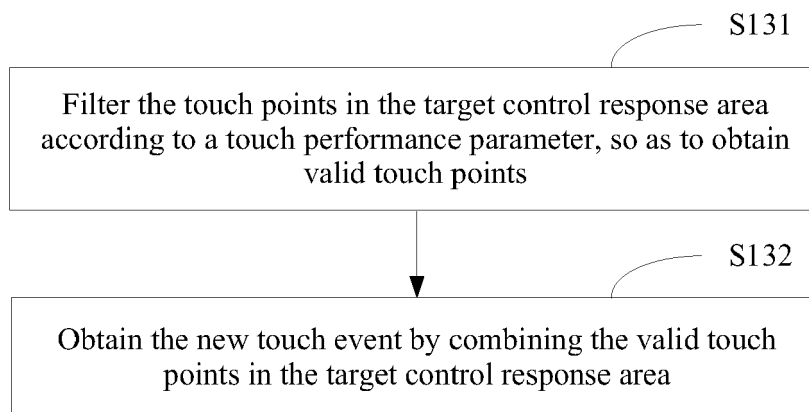 S131
Filter the touch points in the target control response area
according to a touch performance parameter, so as to obtain
valid touch points
S132
Obtain the new touch event by combining the valid touch
points in the target control response area